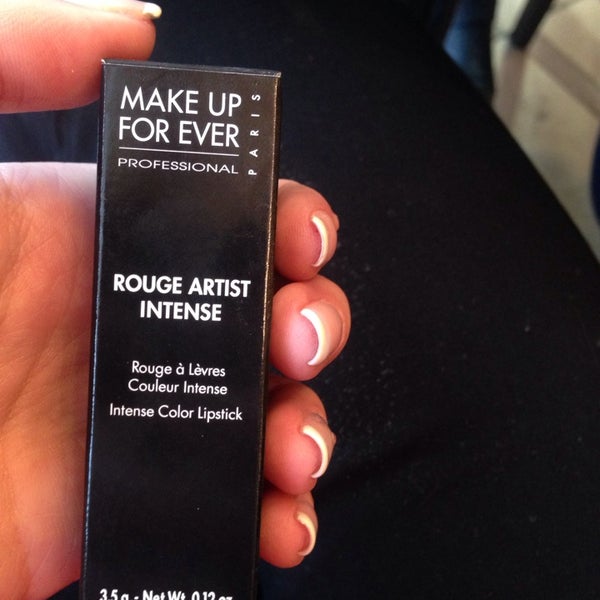 MAKE UP
FOR EVER
PROFESSIONAL
PARIS
ROUGE ARTIST
INTENSE
Rouge à Lèvres
Couleur Intense
Intense Color Lipstick
3.5 g - Net Wt. 0.12 oz.